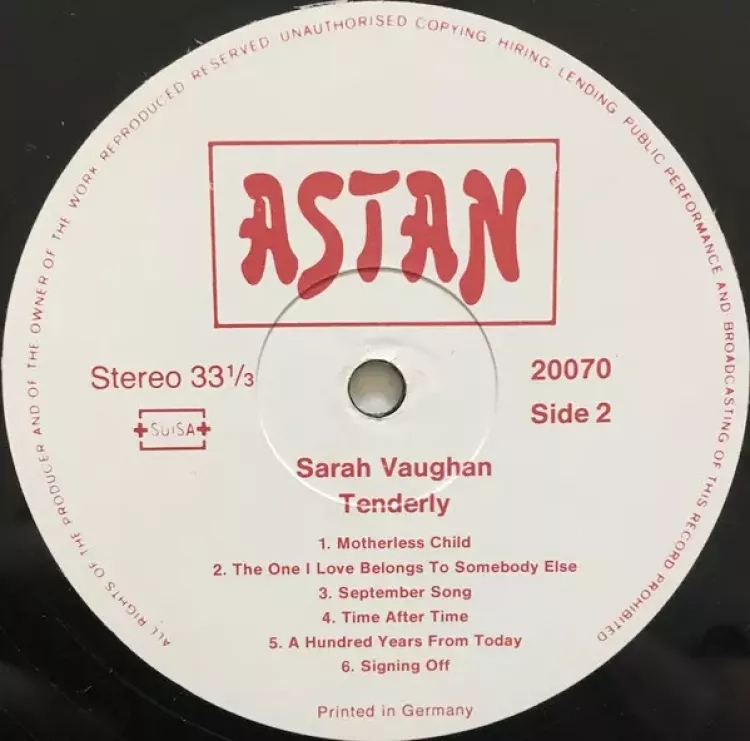 ALL RIGHTS OF THE PRODUCER AND OF THE OWNER OF THE WORK REPRODUCED RESERVED UNAUTHORISED COPYING HIRING LENDING PUBLIC PERFORMANCE AND BROADCASTING OF THIS RECORD PROHIBITED
ASTAN
Stereo 33 1/3
SUISA
20070
Side 2
Sarah Vaughan
Tenderly
1. Motherless Child
2. The One I Love Belongs To Somebody Else
3. September Song
4. Time After Time
5. A Hundred Years From Today
6. Signing Off
Printed in Germany